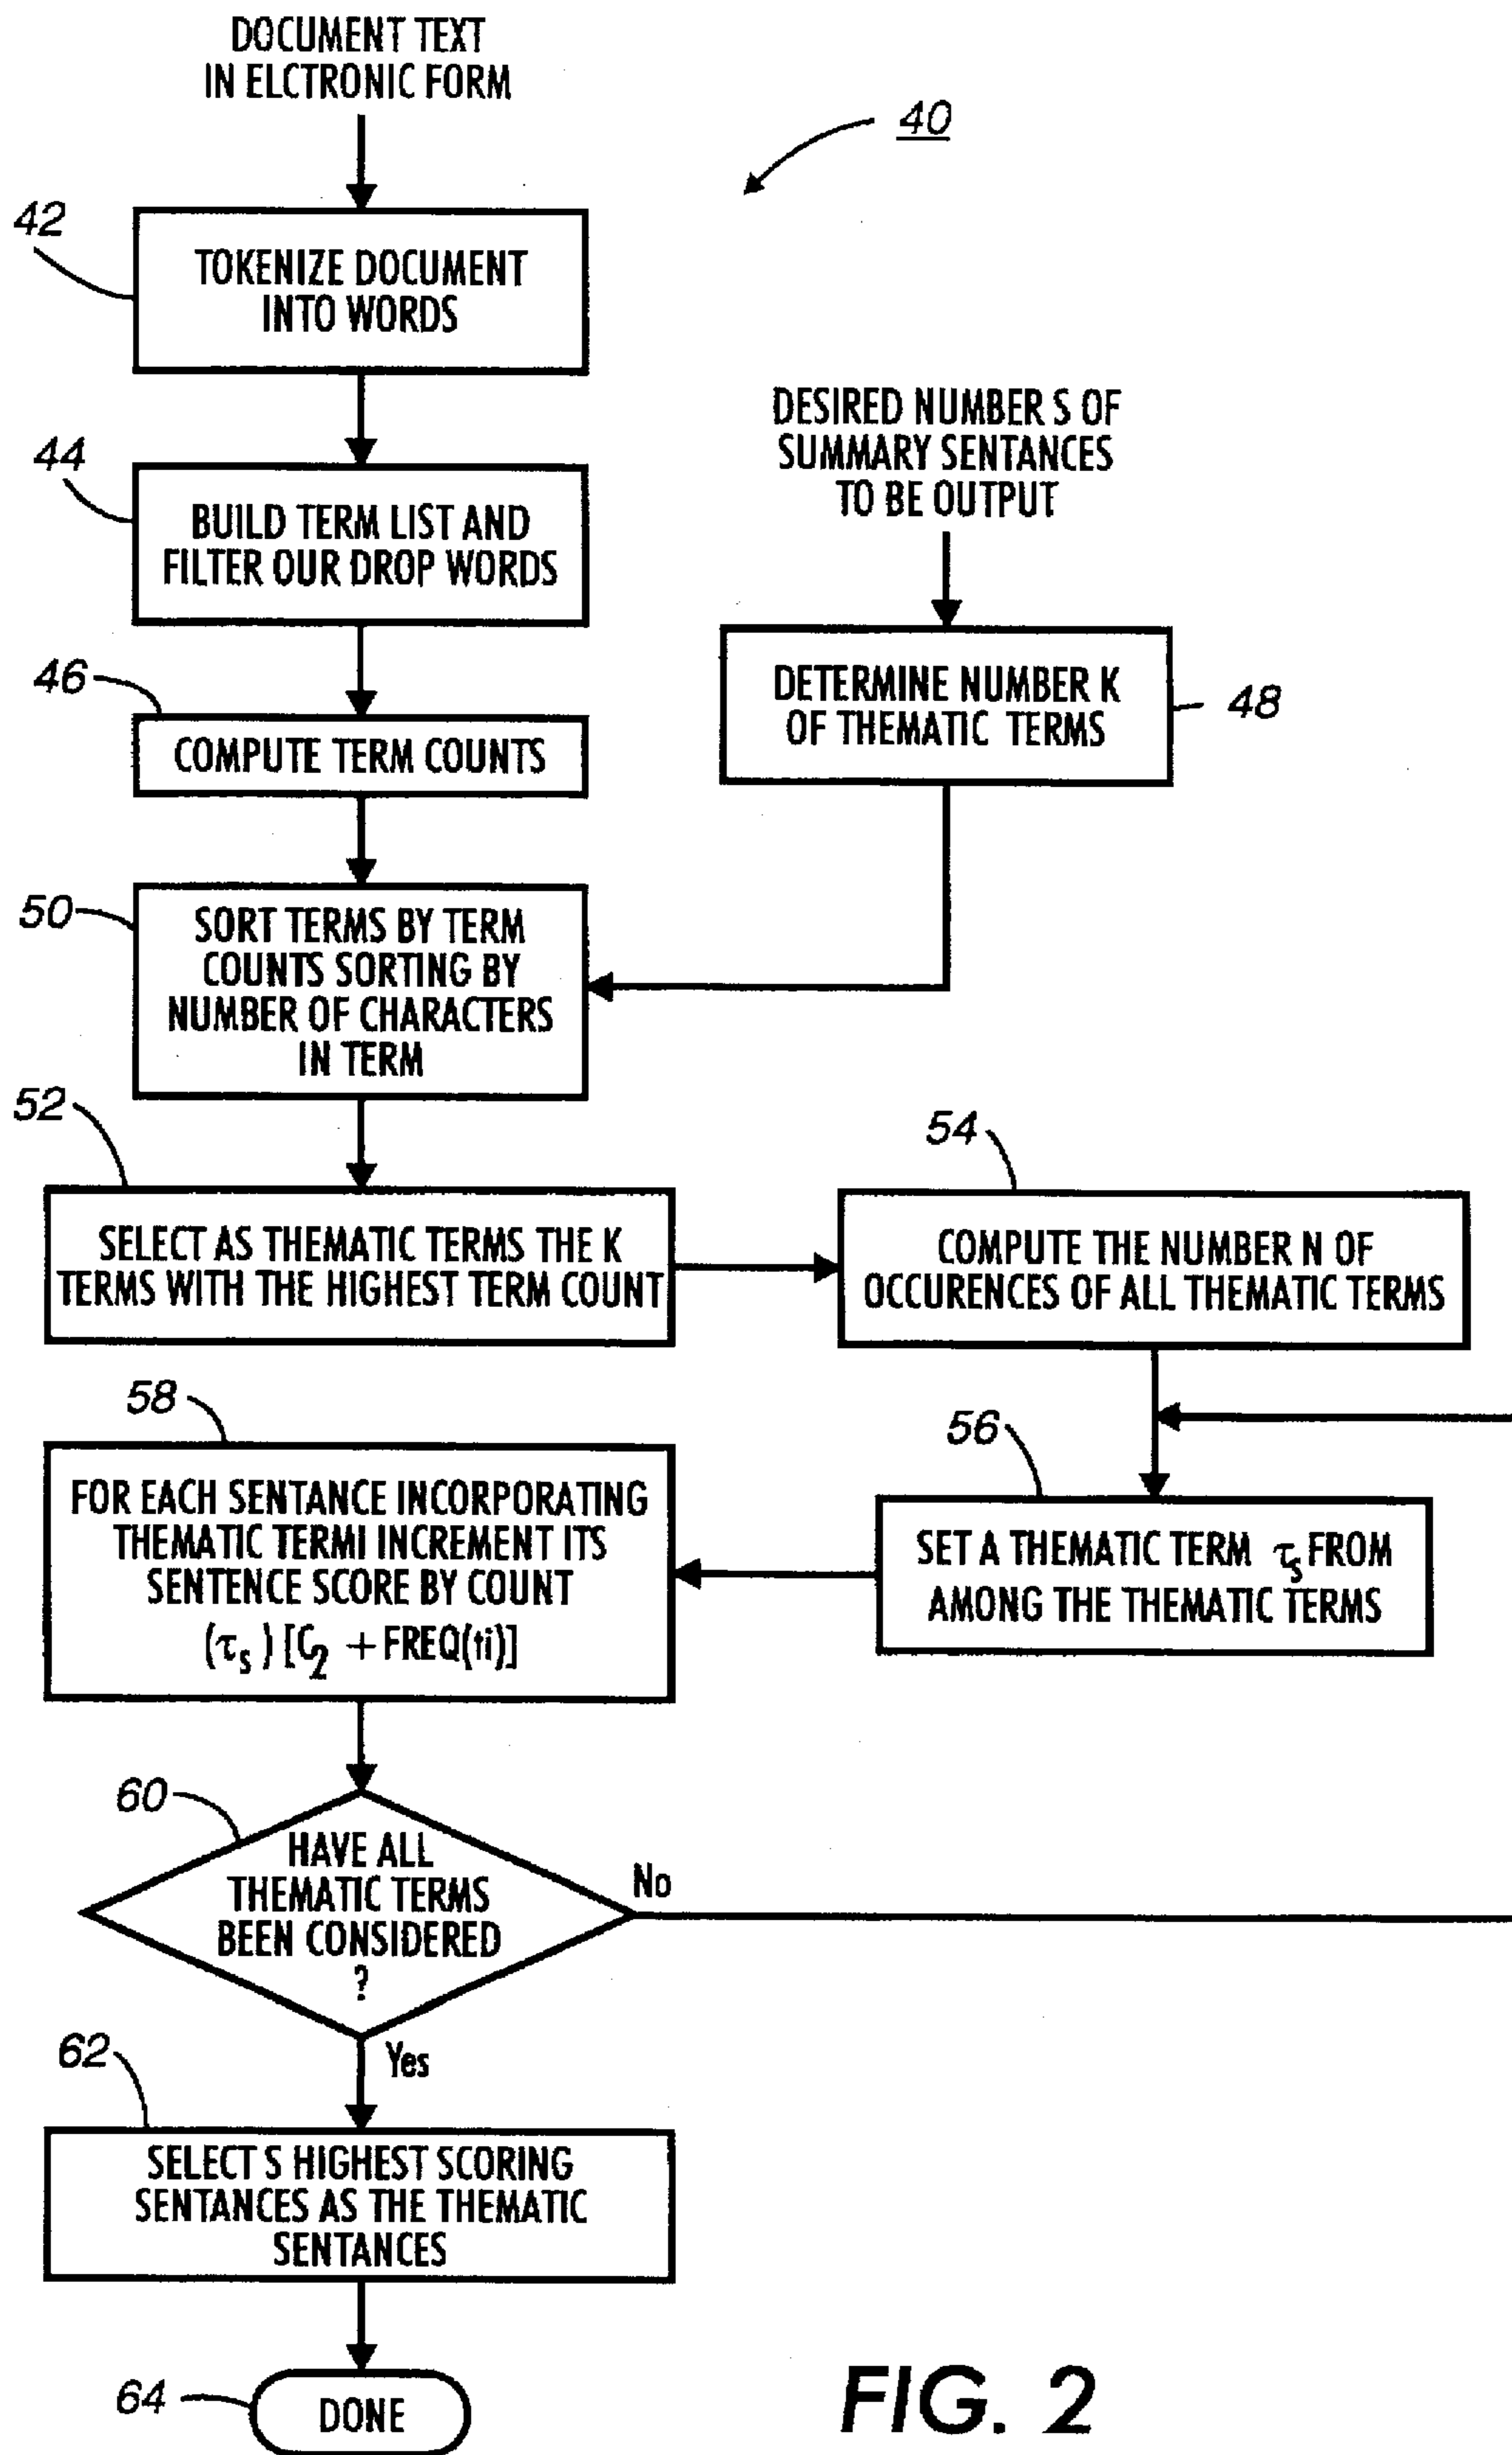 DOCUMENT TEXT
IN ELCTRONIC FORM
40
42
TOKENIZE DOCUMENT
INTO WORDS
44
BUILD TERM LIST AND
FILTER OUR DROP WORDS
DESIRED NUMBER S OF
SUMMARY SENTANCES
TO BE OUTPUT
46
COMPUTE TERM COUNTS
DETERMINE NUMBER K
OF THEMATIC TERMS
48
50
SORT TERMS BY TERM
COUNTS SORTING BY
NUMBER OF CHARACTERS
IN TERM
52
SELECT AS THEMATIC TERMS THE K
TERMS WITH THE HIGHEST TERM COUNT
54
COMPUTE THE NUMBER N OF
OCCURENCES OF ALL THEMATIC TERMS
56
SET A THEMATIC TERM τs FROM
AMONG THE THEMATIC TERMS
58
FOR EACH SENTANCE INCORPORATING
THEMATIC TERMI INCREMENT ITS
SENTENCE SCORE BY COUNT
(τs) [C2 + FREQ(ti)]
60
HAVE ALL
THEMATIC TERMS
BEEN CONSIDERED
?
No
Yes
62
SELECT S HIGHEST SCORING
SENTANCES AS THE THEMATIC
SENTANCES
64
DONE
FIG. 2